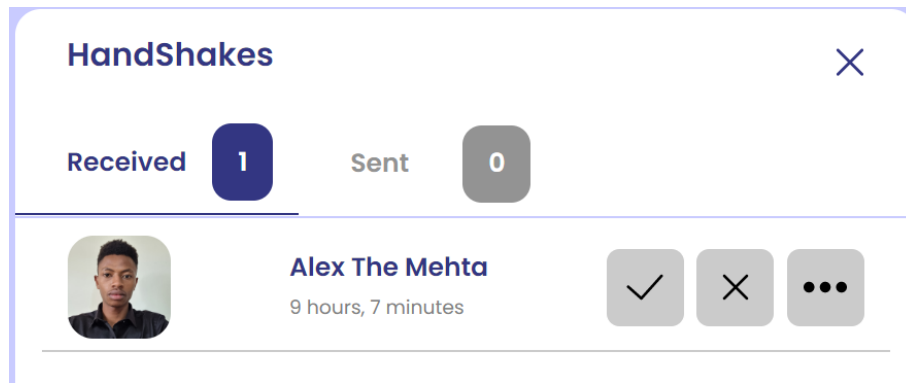 HandShakes
Received 1 Sent 0
Alex The Mehta
9 hours, 7 minutes